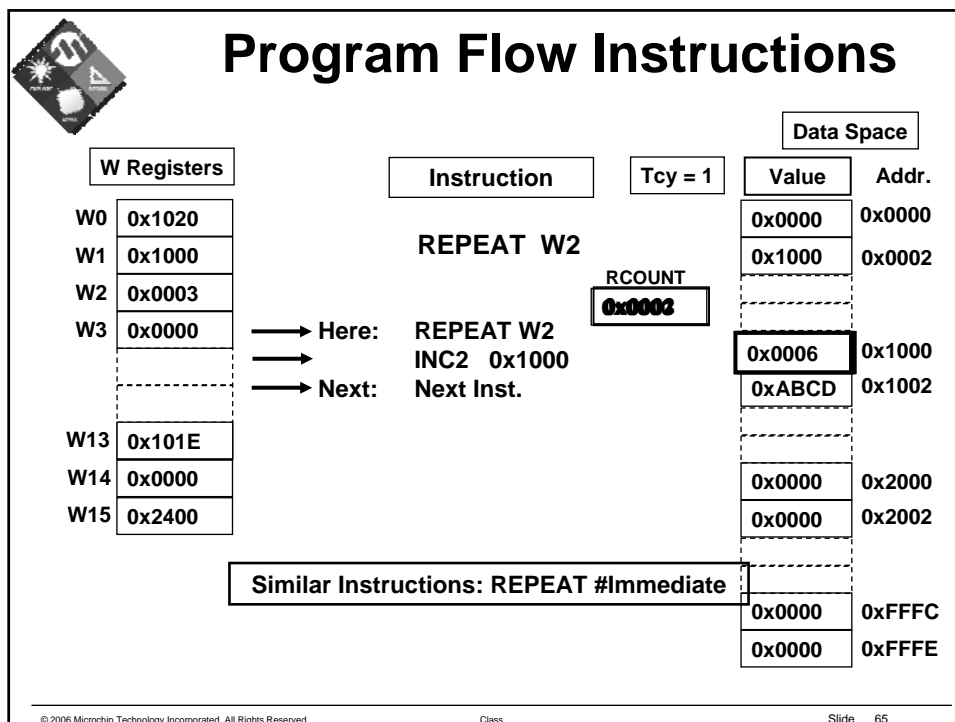 Program Flow Instructions
Data Space
W Registers
Instruction
Tcy = 1
Value
Addr.
W0 0x1020
W1 0x1000
W2 0x0003
W3 0x0000
W13 0x101E
W14 0x0000
W15 0x2400
REPEAT W2
RCOUNT
Here: REPEAT W2
INC2 0x1000
Next: Next Inst.
0x0000 0x0000
0x1000 0x0002
0x0006 0x1000
0xABCD 0x1002
0x0000 0x2000
0x0000 0x2002
0x0000 0xFFFC
0x0000 0xFFFE
Similar Instructions: REPEAT #Immediate
© 2006 Microchip Technology Incorporated. All Rights Reserved.
Class
Slide 65